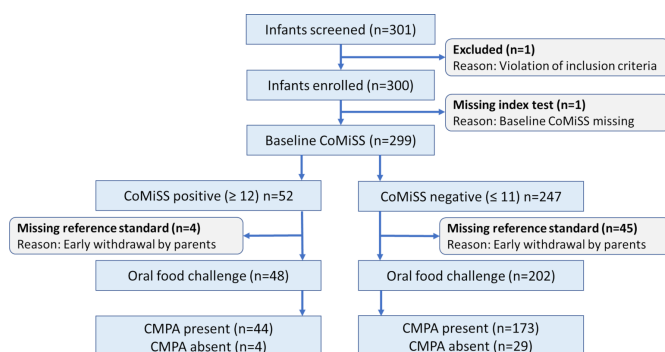 Infants screened (n=301)
Excluded (n=1)
Reason: Violation of inclusion criteria
Infants enrolled (n=300)
Missing index test (n=1)
Reason: Baseline CoMiSS missing
Baseline CoMiSS (n=299)
CoMiSS positive (≥ 12) n=52
CoMiSS negative (≤ 11) n=247
Missing reference standard (n=4)
Reason: Early withdrawal by parents
Missing reference standard (n=45)
Reason: Early withdrawal by parents
Oral food challenge (n=48)
Oral food challenge (n=202)
CMPA present (n=44)
CMPA absent (n=4)
CMPA present (n=173)
CMPA absent (n=29)